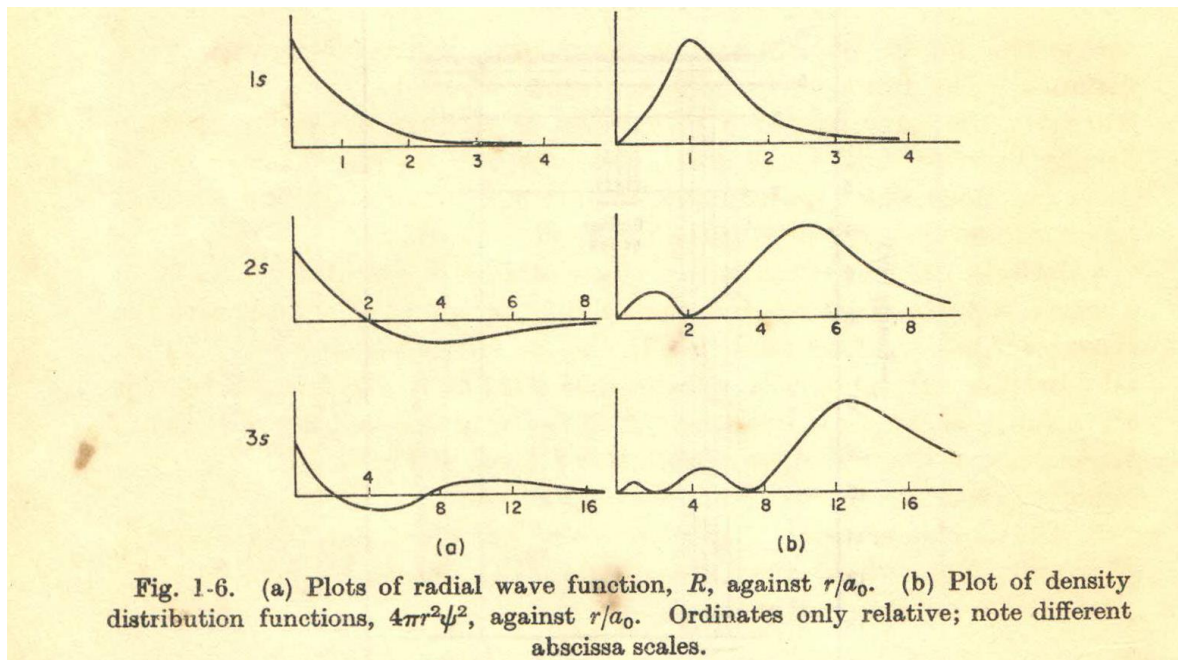 1s
1 2 3 4
1 2 3 4
2s
2 4 6 8
2 4 6 8
3s
4 8 12 16
4 8 12 16
(a) (b)
Fig. 1-6. (a) Plots of radial wave function, R, against r/a₀. (b) Plot of density
distribution functions, 4πr²ψ², against r/a₀. Ordinates only relative; note different
abscissa scales.